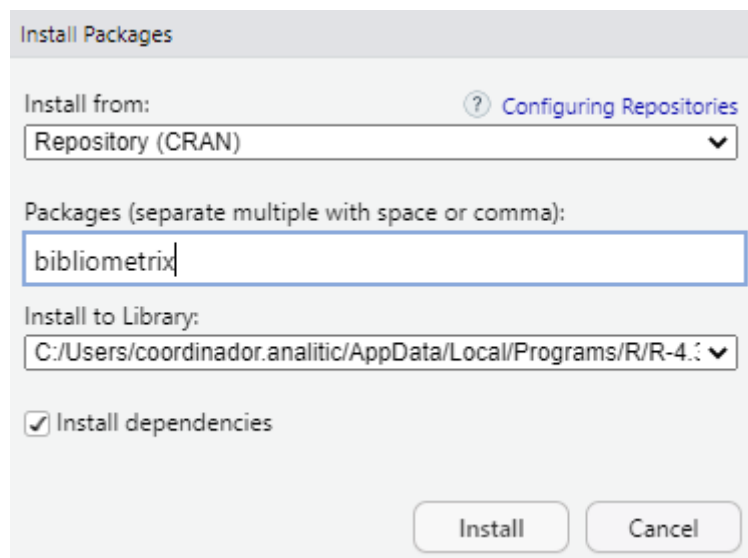 Install Packages
Install from:
? Configuring Repositories
Repository (CRAN)
Packages (separate multiple with space or comma):
bibliometrix
Install to Library:
C:/Users/coordinador.analitic/AppData/Local/Programs/R/R-4.3
Install dependencies
Install
Cancel